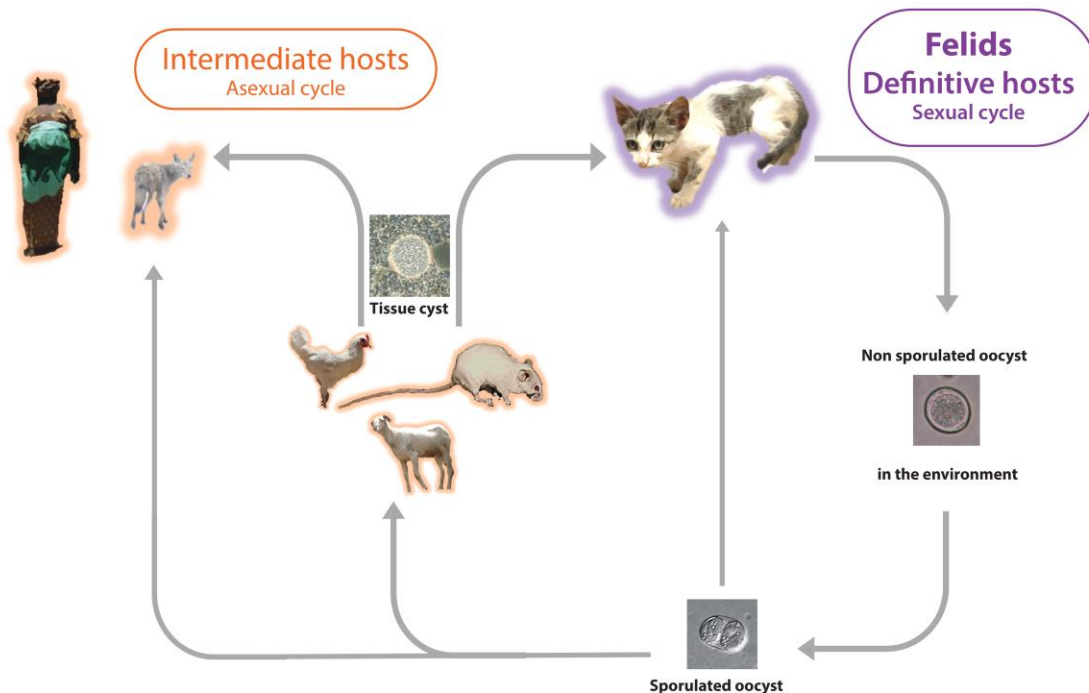 Intermediate hosts
Asexual cycle
Felids
Definitive hosts
Sexual cycle
Tissue cyst
Non sporulated oocyst
in the environment
Sporulated oocyst